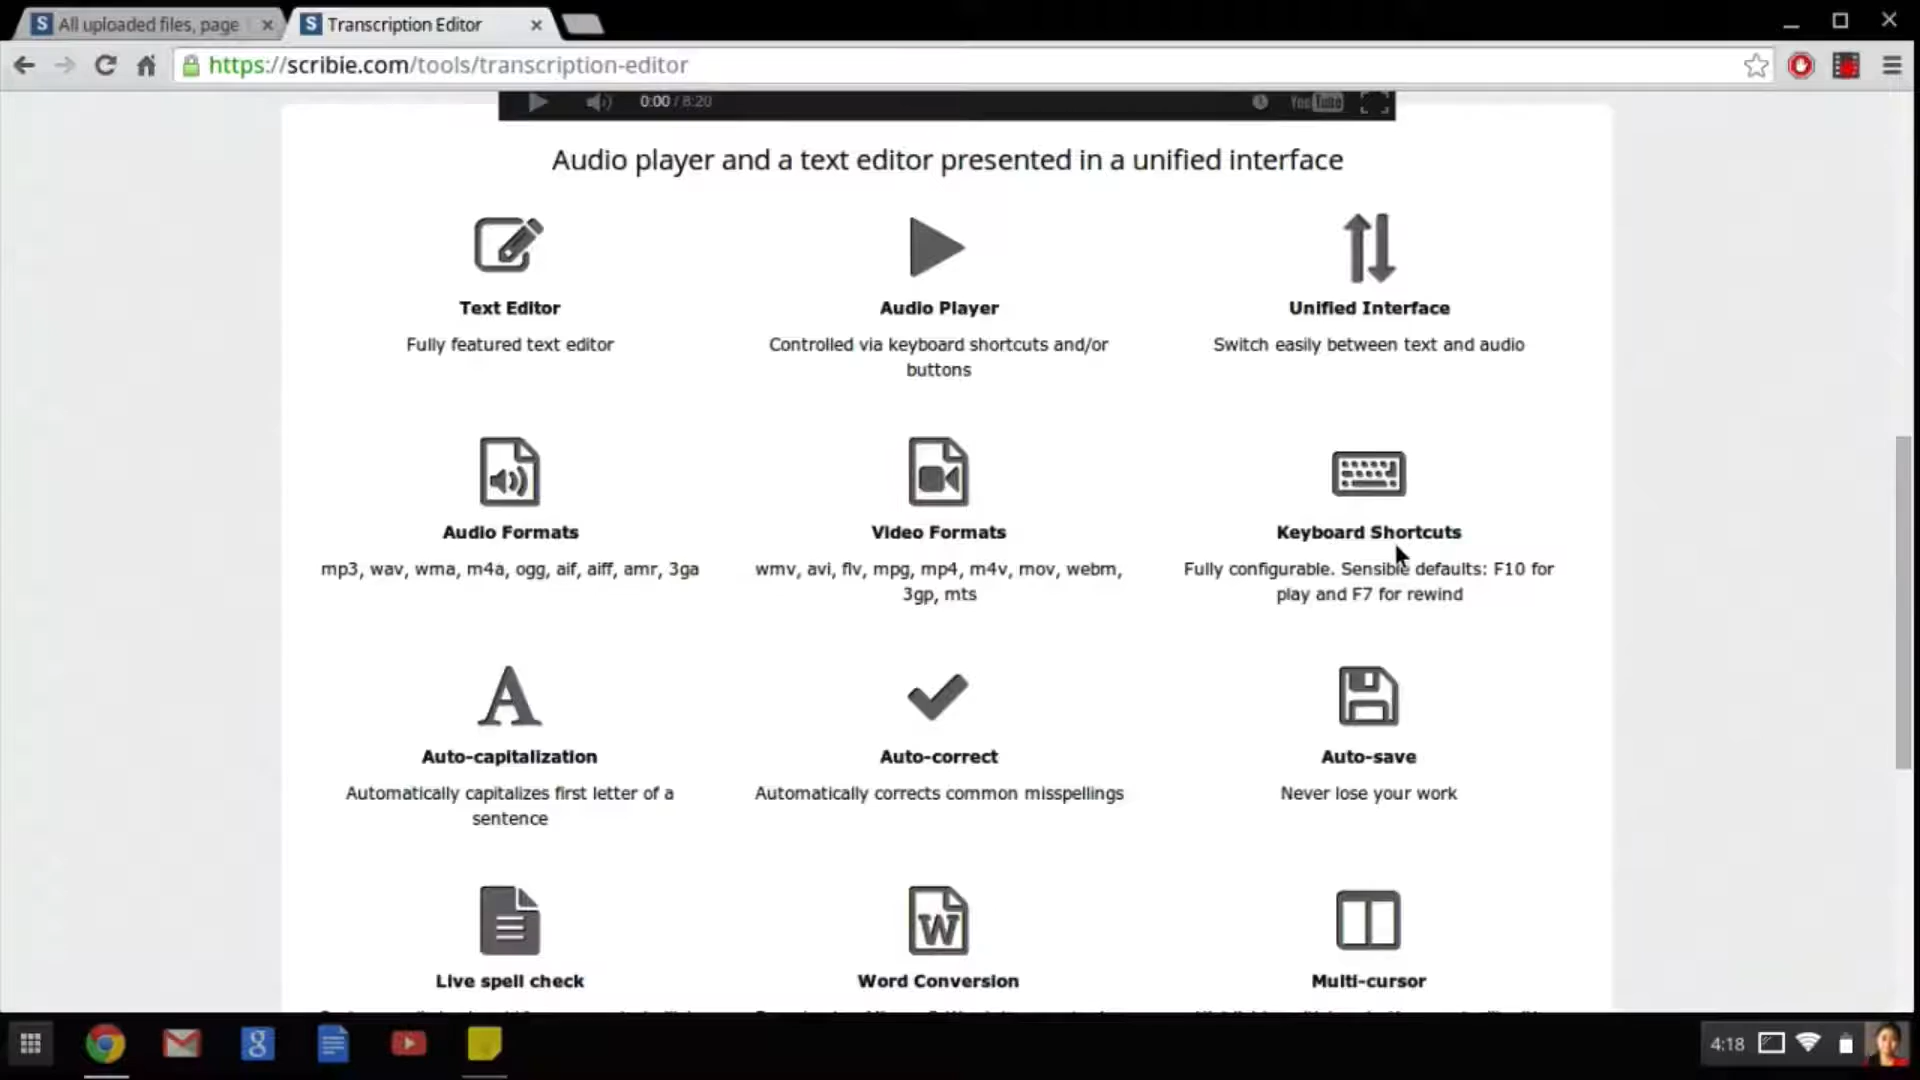 All uploaded files, page
Transcription Editor
https://scribie.com/tools/transcription-editor
0:00 / 8:20
YouTube
Audio player and a text editor presented in a unified interface
Text Editor
Fully featured text editor
Audio Player
Controlled via keyboard shortcuts and/or
buttons
Unified Interface
Switch easily between text and audio
Audio Formats
mp3, wav, wma, m4a, ogg, aif, aiff, amr, 3ga
Video Formats
wmv, avi, flv, mpg, mp4, m4v, mov, webm,
3gp, mts
Keyboard Shortcuts
Fully configurable. Sensible defaults: F10 for
play and F7 for rewind
Auto-capitalization
Automatically capitalizes first letter of a
sentence
Auto-correct
Automatically corrects common misspellings
Auto-save
Never lose your work
Live spell check
Word Conversion
Multi-cursor
4:18